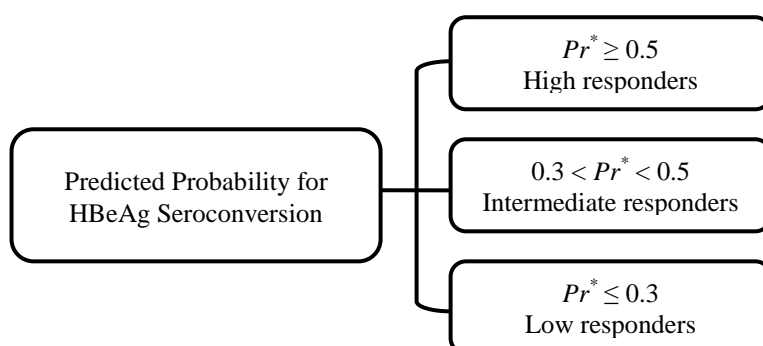 Pr* ≥ 0.5
High responders
Predicted Probability for
HBeAg Seroconversion
0.3 < Pr* < 0.5
Intermediate responders
Pr* ≤ 0.3
Low responders